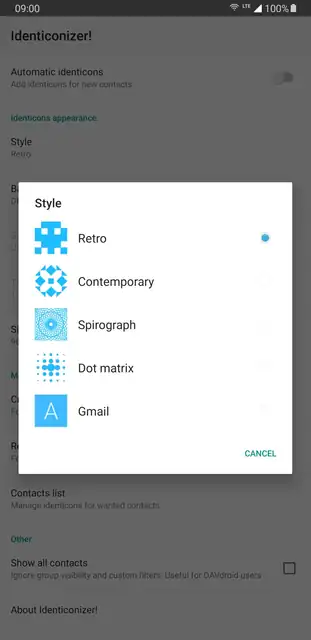 09:00
LTE
100%
Identiconizer!
Automatic identicons
Add identicons for new contacts
Identicons appearance
Style
Retro
Style
Retro
Contemporary
Spirograph
Dot matrix
A
Gmail
CANCEL
Contacts list
Manage identicons for wanted contacts
Other
Show all contacts
Ignore group visibility and custom filters. Useful for DAVdroid users
About Identiconizer!